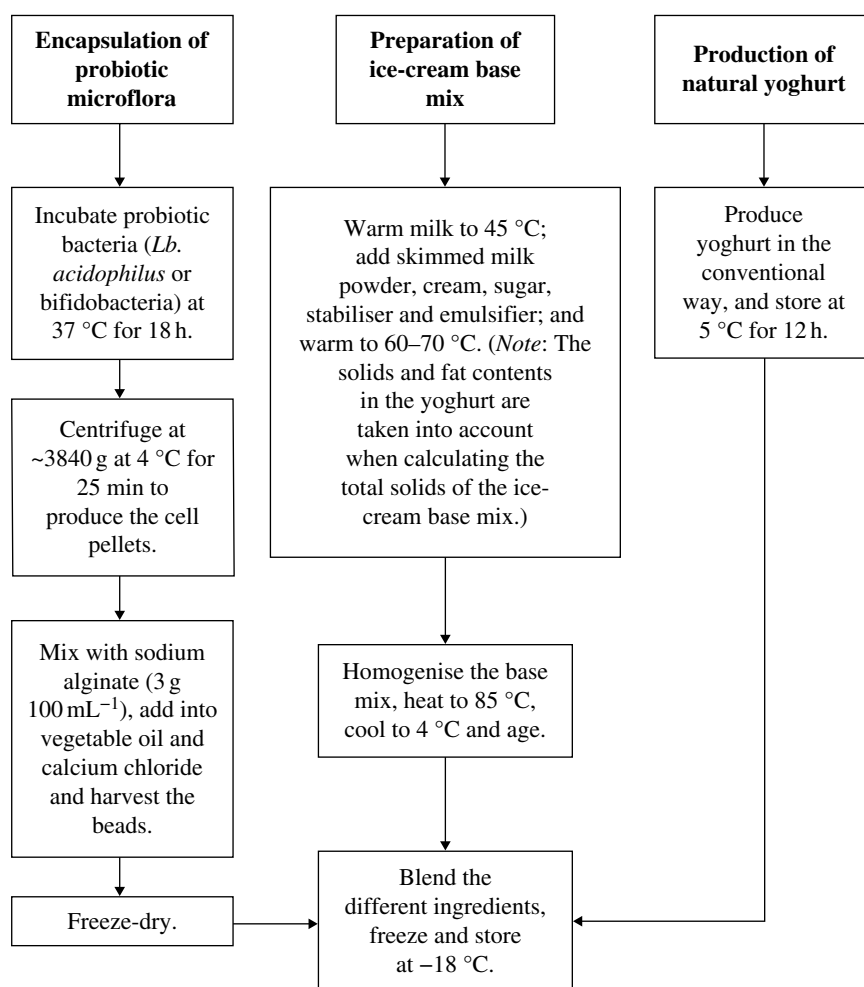 Encapsulation of
probiotic
microflora
Incubate probiotic
bacteria (Lb.
acidophilus or
bifidobacteria) at
37 °C for 18 h.
Centrifuge at
~3840 g at 4 °C for
25 min to
produce the cell
pellets.
Mix with sodium
alginate (3 g
100 mL⁻¹), add into
vegetable oil and
calcium chloride
and harvest the
beads.
Freeze-dry.
Preparation of
ice-cream base
mix
Warm milk to 45 °C;
add skimmed milk
powder, cream, sugar,
stabiliser and emulsifier; and
warm to 60–70 °C. (Note: The
solids and fat contents
in the yoghurt are
taken into account
when calculating the
total solids of the ice-
cream base mix.)
Homogenise the base
mix, heat to 85 °C,
cool to 4 °C and age.
Blend the
different ingredients,
freeze and store
at −18 °C.
Production of
natural yoghurt
Produce
yoghurt in the
conventional
way, and store at
5 °C for 12 h.